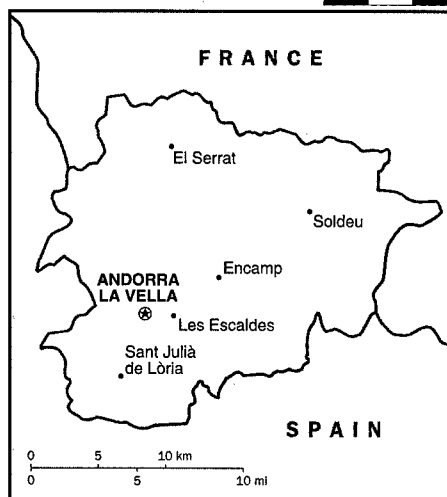 FRANCE
El Serrat
Soldeu
Encamp
ANDORRA
LA VELLA
Les Escaldes
Sant Julià
de Lòria
SPAIN
0 5 10 km
0 5 10 mi